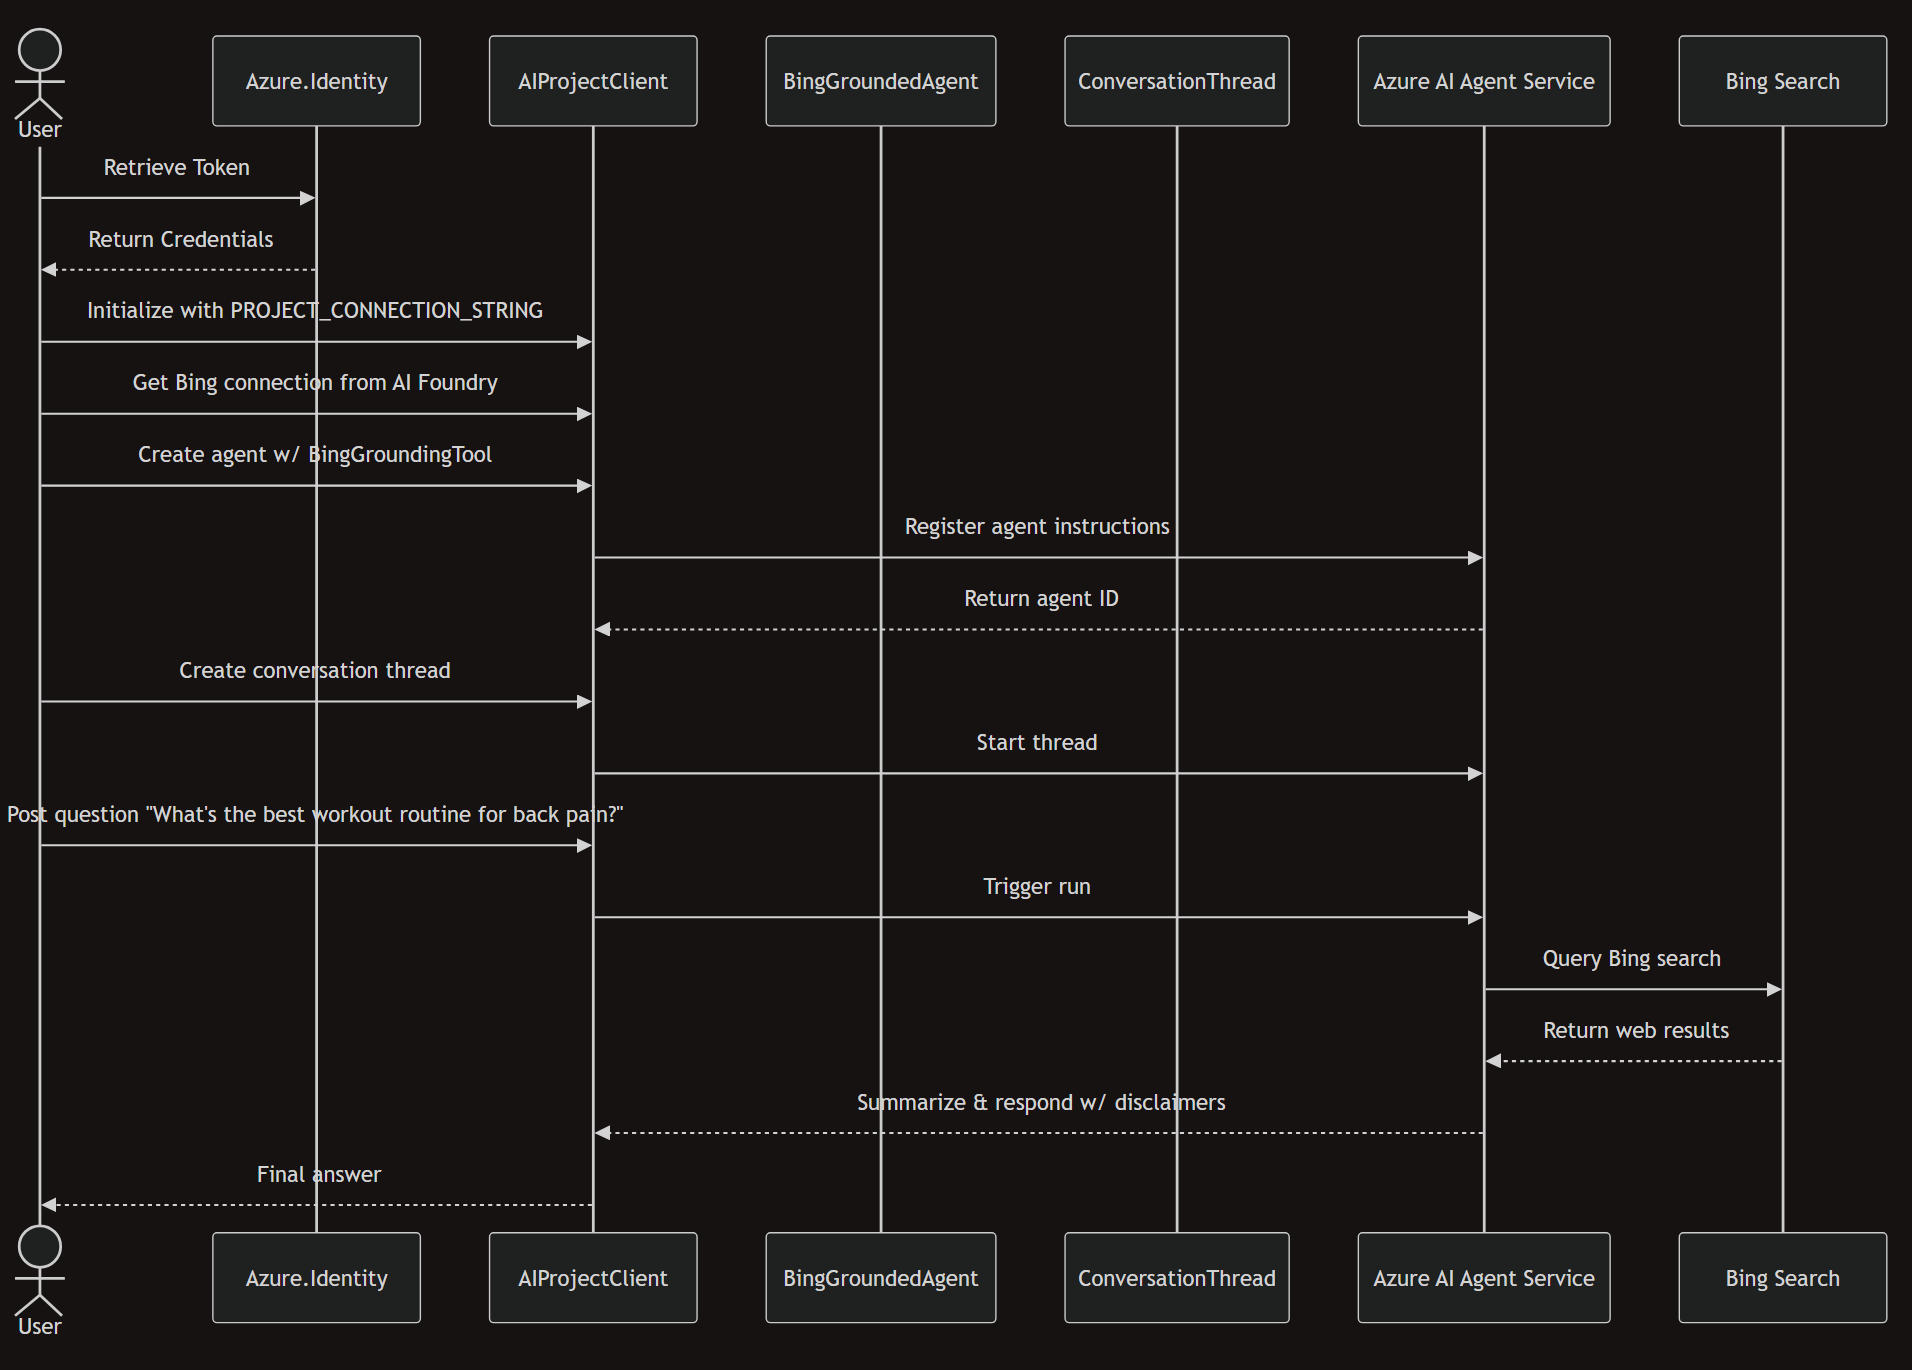 User
Azure.Identity
AIProjectClient
BingGroundedAgent
ConversationThread
Azure AI Agent Service
Bing Search
Retrieve Token
Return Credentials
Initialize with PROJECT_CONNECTION_STRING
Get Bing connection from AI Foundry
Create agent w/ BingGroundingTool
Register agent instructions
Return agent ID
Create conversation thread
Start thread
Post question "What's the best workout routine for back pain?"
Trigger run
Query Bing search
Return web results
Summarize & respond w/ disclaimers
Final answer
User
Azure.Identity
AIProjectClient
BingGroundedAgent
ConversationThread
Azure AI Agent Service
Bing Search